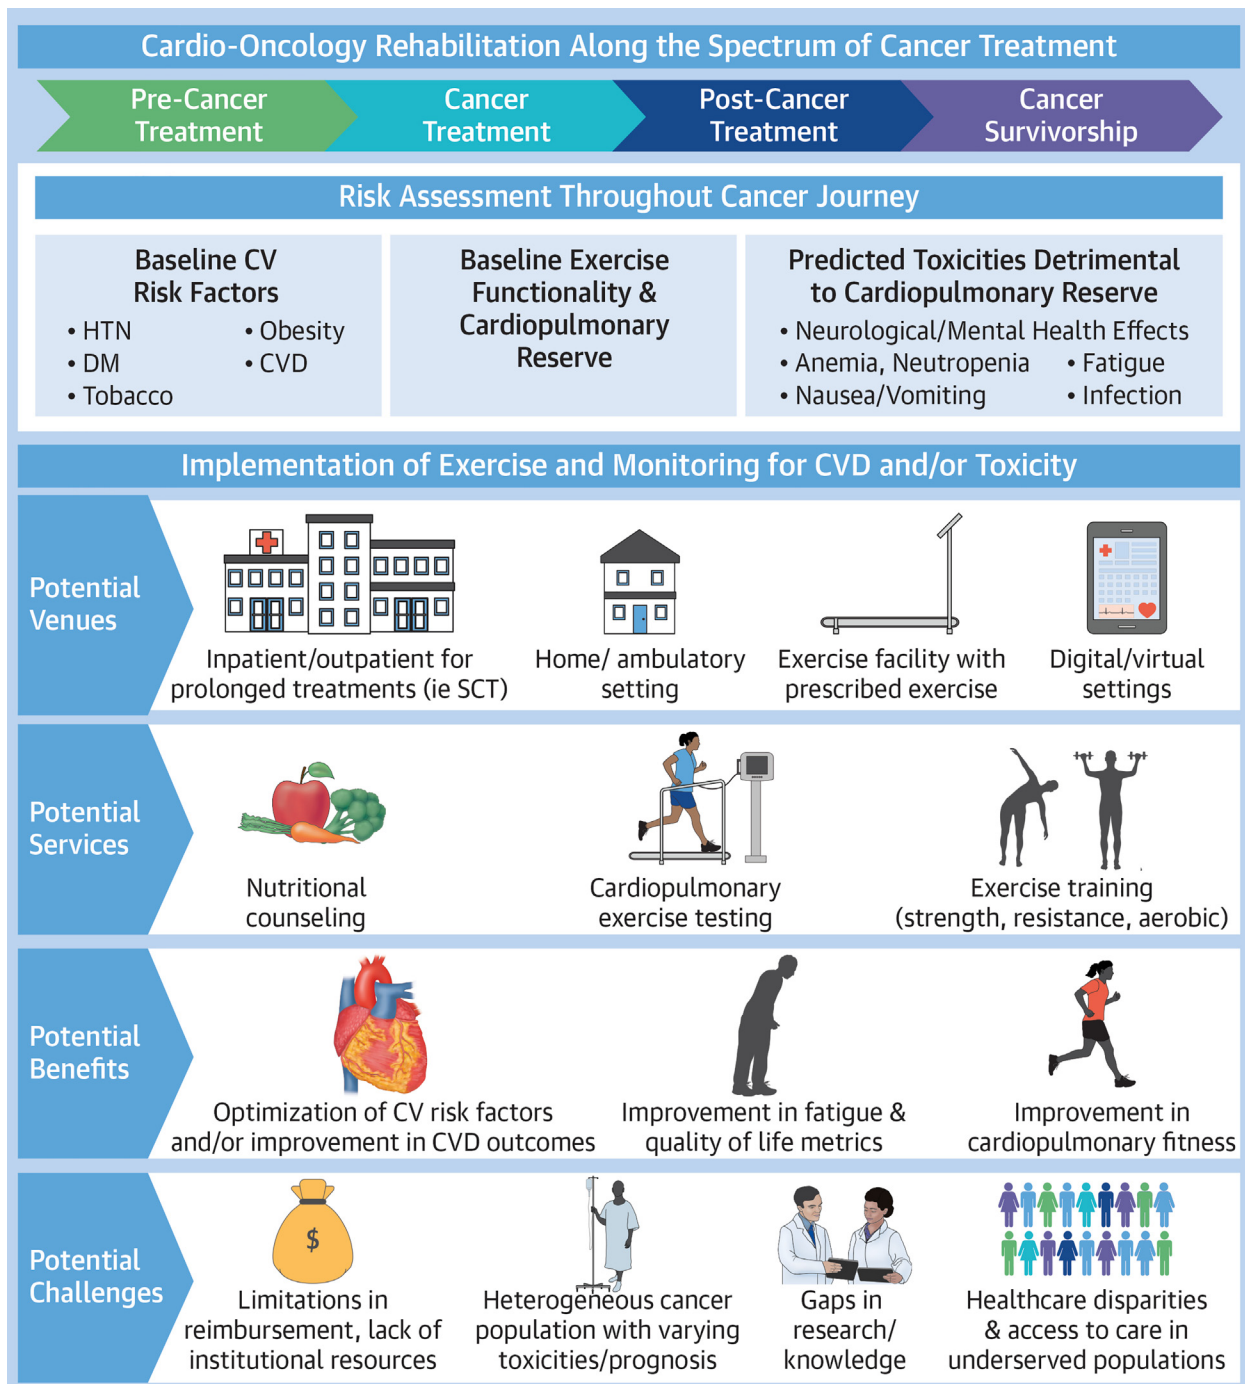 Cardio-Oncology Rehabilitation Along the Spectrum of Cancer Treatment
Pre-Cancer
Treatment
Cancer
Treatment
Post-Cancer
Treatment
Cancer
Survivorship
Risk Assessment Throughout Cancer Journey
Baseline CV
Risk Factors
• HTN
• DM
• Tobacco
• Obesity
• CVD
Baseline Exercise
Functionality &
Cardiopulmonary
Reserve
Predicted Toxicities Detrimental
to Cardiopulmonary Reserve
• Neurological/Mental Health Effects
• Anemia, Neutropenia
• Fatigue
• Nausea/Vomiting
• Infection
Implementation of Exercise and Monitoring for CVD and/or Toxicity
Potential
Venues
Inpatient/outpatient for
prolonged treatments (ie SCT)
Home/ ambulatory
setting
Exercise facility with
prescribed exercise
Digital/virtual
settings
Potential
Services
Nutritional
counseling
Cardiopulmonary
exercise testing
Exercise training
(strength, resistance, aerobic)
Potential
Benefits
Optimization of CV risk factors
and/or improvement in CVD outcomes
Improvement in fatigue &
quality of life metrics
Improvement in
cardiopulmonary fitness
Potential
Challenges
$
Limitations in
reimbursement, lack of
institutional resources
Heterogeneous cancer
population with varying
toxicities/prognosis
Gaps in
research/
knowledge
Healthcare disparities
& access to care in
underserved populations